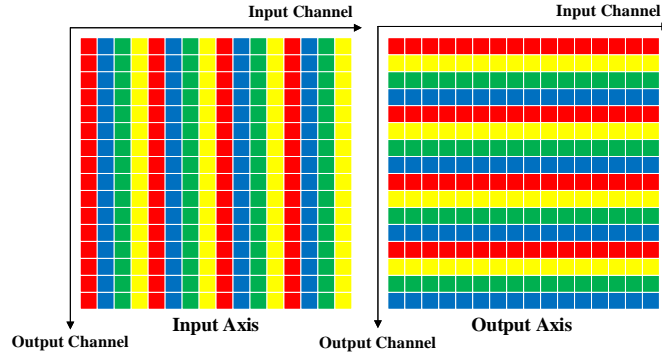 Input Channel
Input Channel
Input Axis
Output Axis
Output Channel
Output Channel